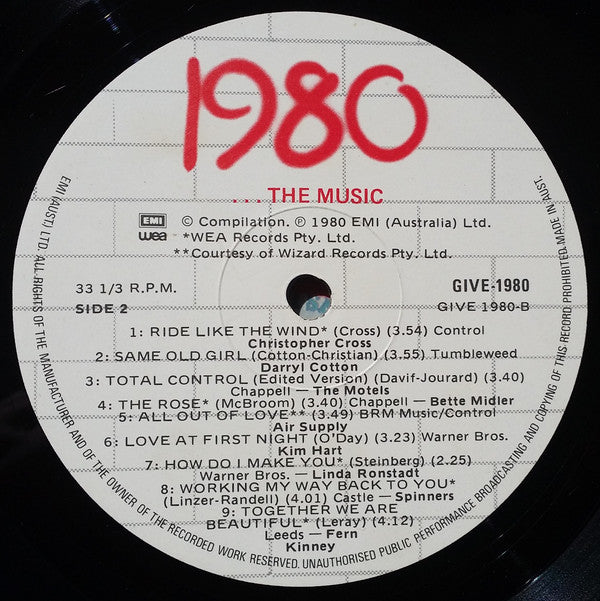 1980
...THE MUSIC
EMI
wea
© Compilation. ℗ 1980 EMI (Australia) Ltd.
*WEA Records Pty. Ltd.
**Courtesy of Wizard Records Pty. Ltd.
33 1/3 R.P.M.
SIDE 2
GIVE-1980
GIVE 1980-B
1: RIDE LIKE THE WIND* (Cross) (3.54) Control
Christopher Cross
2: SAME OLD GIRL (Cotton-Christian) (3.55) Tumbleweed
Darryl Cotton
3: TOTAL CONTROL (Edited Version) (Davif-Jourard) (3.40)
Chappell — The Motels
4: THE ROSE* (McBroom) (3.40) Chappell — Bette Midler
5: ALL OUT OF LOVE** (3.49) BRM Music/Control
Air Supply
6: LOVE AT FIRST NIGHT (O'Day) (3.23) Warner Bros.
Kim Hart
7: HOW DO I MAKE YOU* (Steinberg) (2.25)
Warner Bros. — Linda Ronstadt
8: WORKING MY WAY BACK TO YOU*
(Linzer-Randell) (4.01) Castle — Spinners
9: TOGETHER WE ARE
BEAUTIFUL* (Leray) (4.12)
Leeds — Fern
Kinney
EMI (AUST.) LTD. ALL RIGHTS OF THE MANUFACTURER AND OF THE OWNER OF THE RECORDED WORK RESERVED. UNAUTHORISED PUBLIC PERFORMANCE BROADCASTING AND COPYING OF THIS RECORD PROHIBITED. MADE IN AUST.